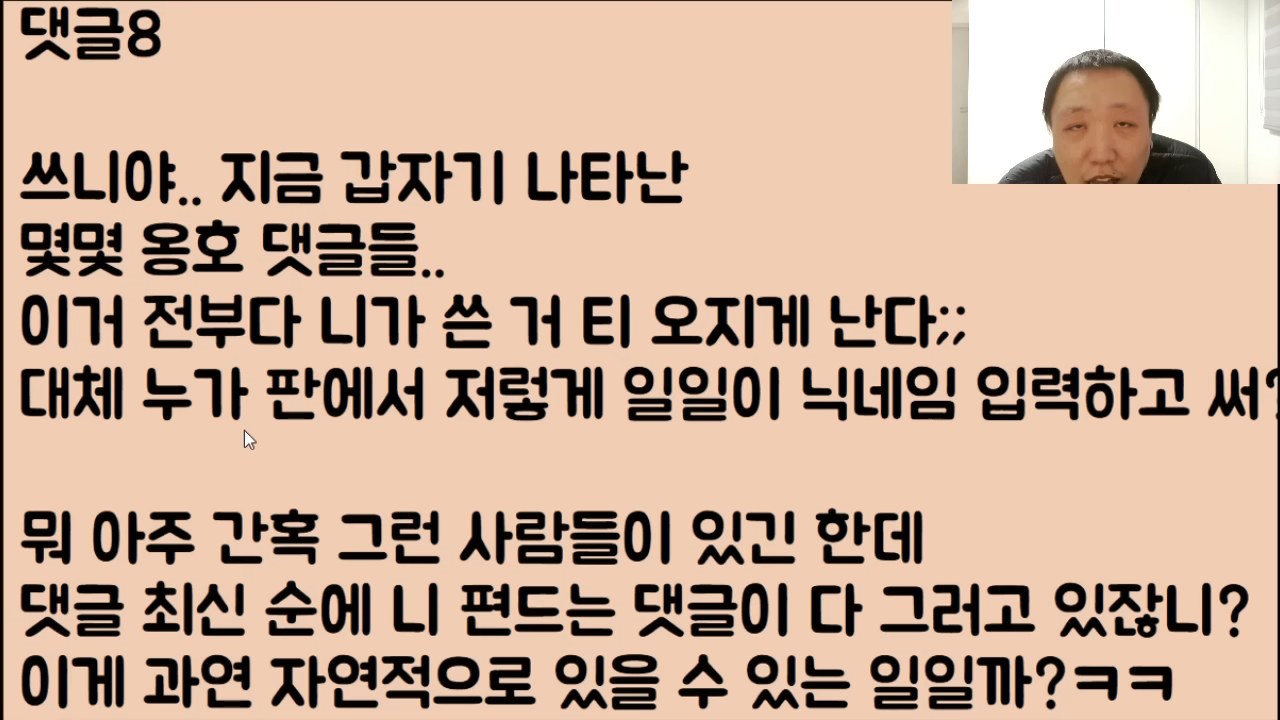 댓글8
쓰니야.. 지금 갑자기 나타난
몇몇 옹호 댓글들..
이거 전부다 니가 쓴 거 티 오지게 난다;;
대체 누가 판에서 저렇게 일일이 닉네임 입력하고 써?
뭐 아주 간혹 그런 사람들이 있긴 한데
댓글 최신 순에 니 편드는 댓글이 다 그러고 있잖니?
이게 과연 자연적으로 있을 수 있는 일일까?ㅋㅋ